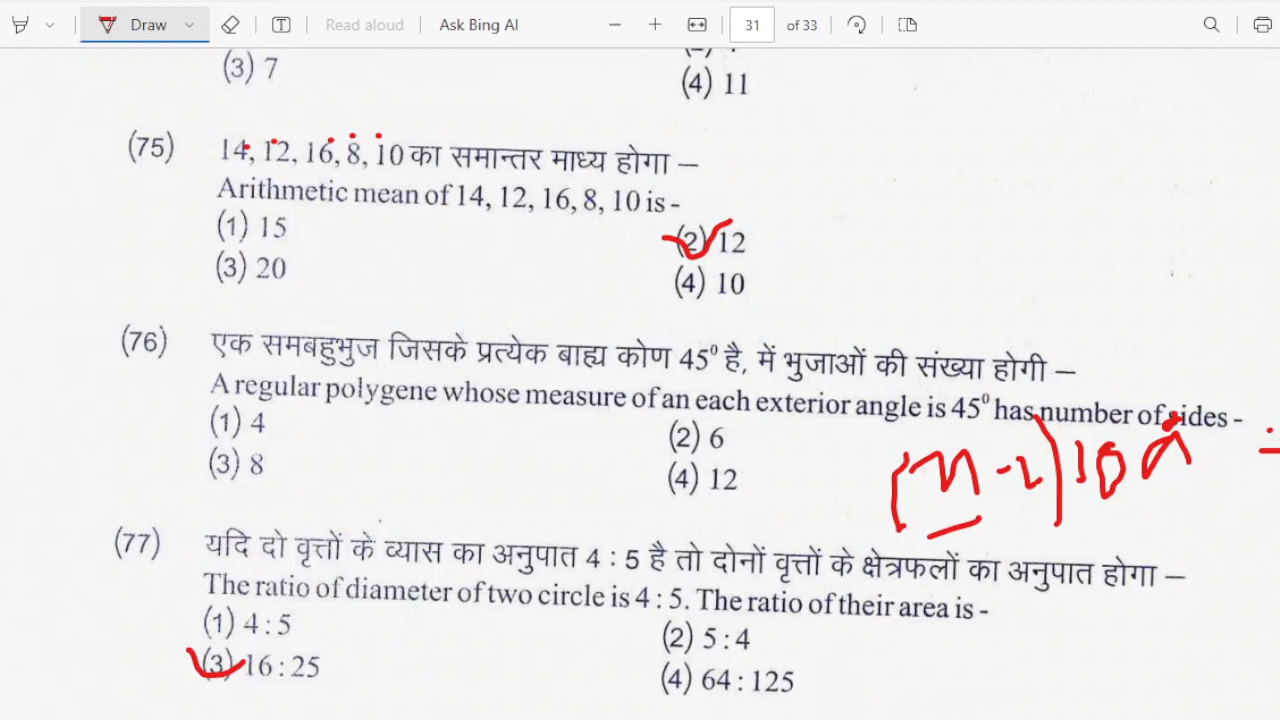 Draw
Read aloud
Ask Bing AI
31 of 33
(3) 7
(4) 11
(75) 14, 12, 16, 8, 10 का समान्तर माध्य होगा –
Arithmetic mean of 14, 12, 16, 8, 10 is -
(1) 15
(2) 12
(3) 20
(4) 10
(76) एक समबहुभुज जिसके प्रत्येक बाह्य कोण 45⁰ है, में भुजाओं की संख्या होगी –
A regular polygene whose measure of an each exterior angle is 45⁰ has number of sides -
(1) 4
(2) 6
(3) 8
(4) 12
(n - 2) 18
(77) यदि दो वृत्तों के व्यास का अनुपात 4 : 5 है तो दोनों वृत्तों के क्षेत्रफलों का अनुपात होगा –
The ratio of diameter of two circle is 4 : 5. The ratio of their area is -
(1) 4 : 5
(2) 5 : 4
(3) 16 : 25
(4) 64 : 125